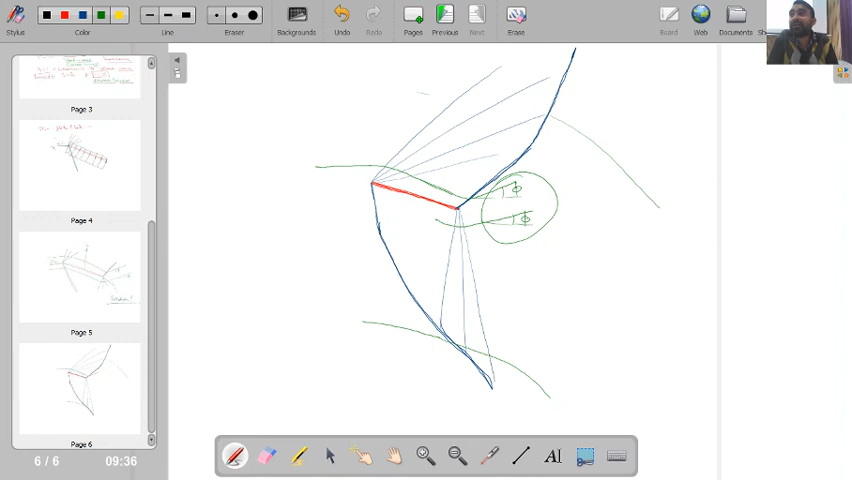 Stylus
Color
Line
Eraser
Backgrounds
Undo
Redo
Pages
Previous
Next
Erase
Board
Web
Documents
Page 3
Page 4
Page 5
Page 6
Φ
Φ
6 / 6
09:36
AI